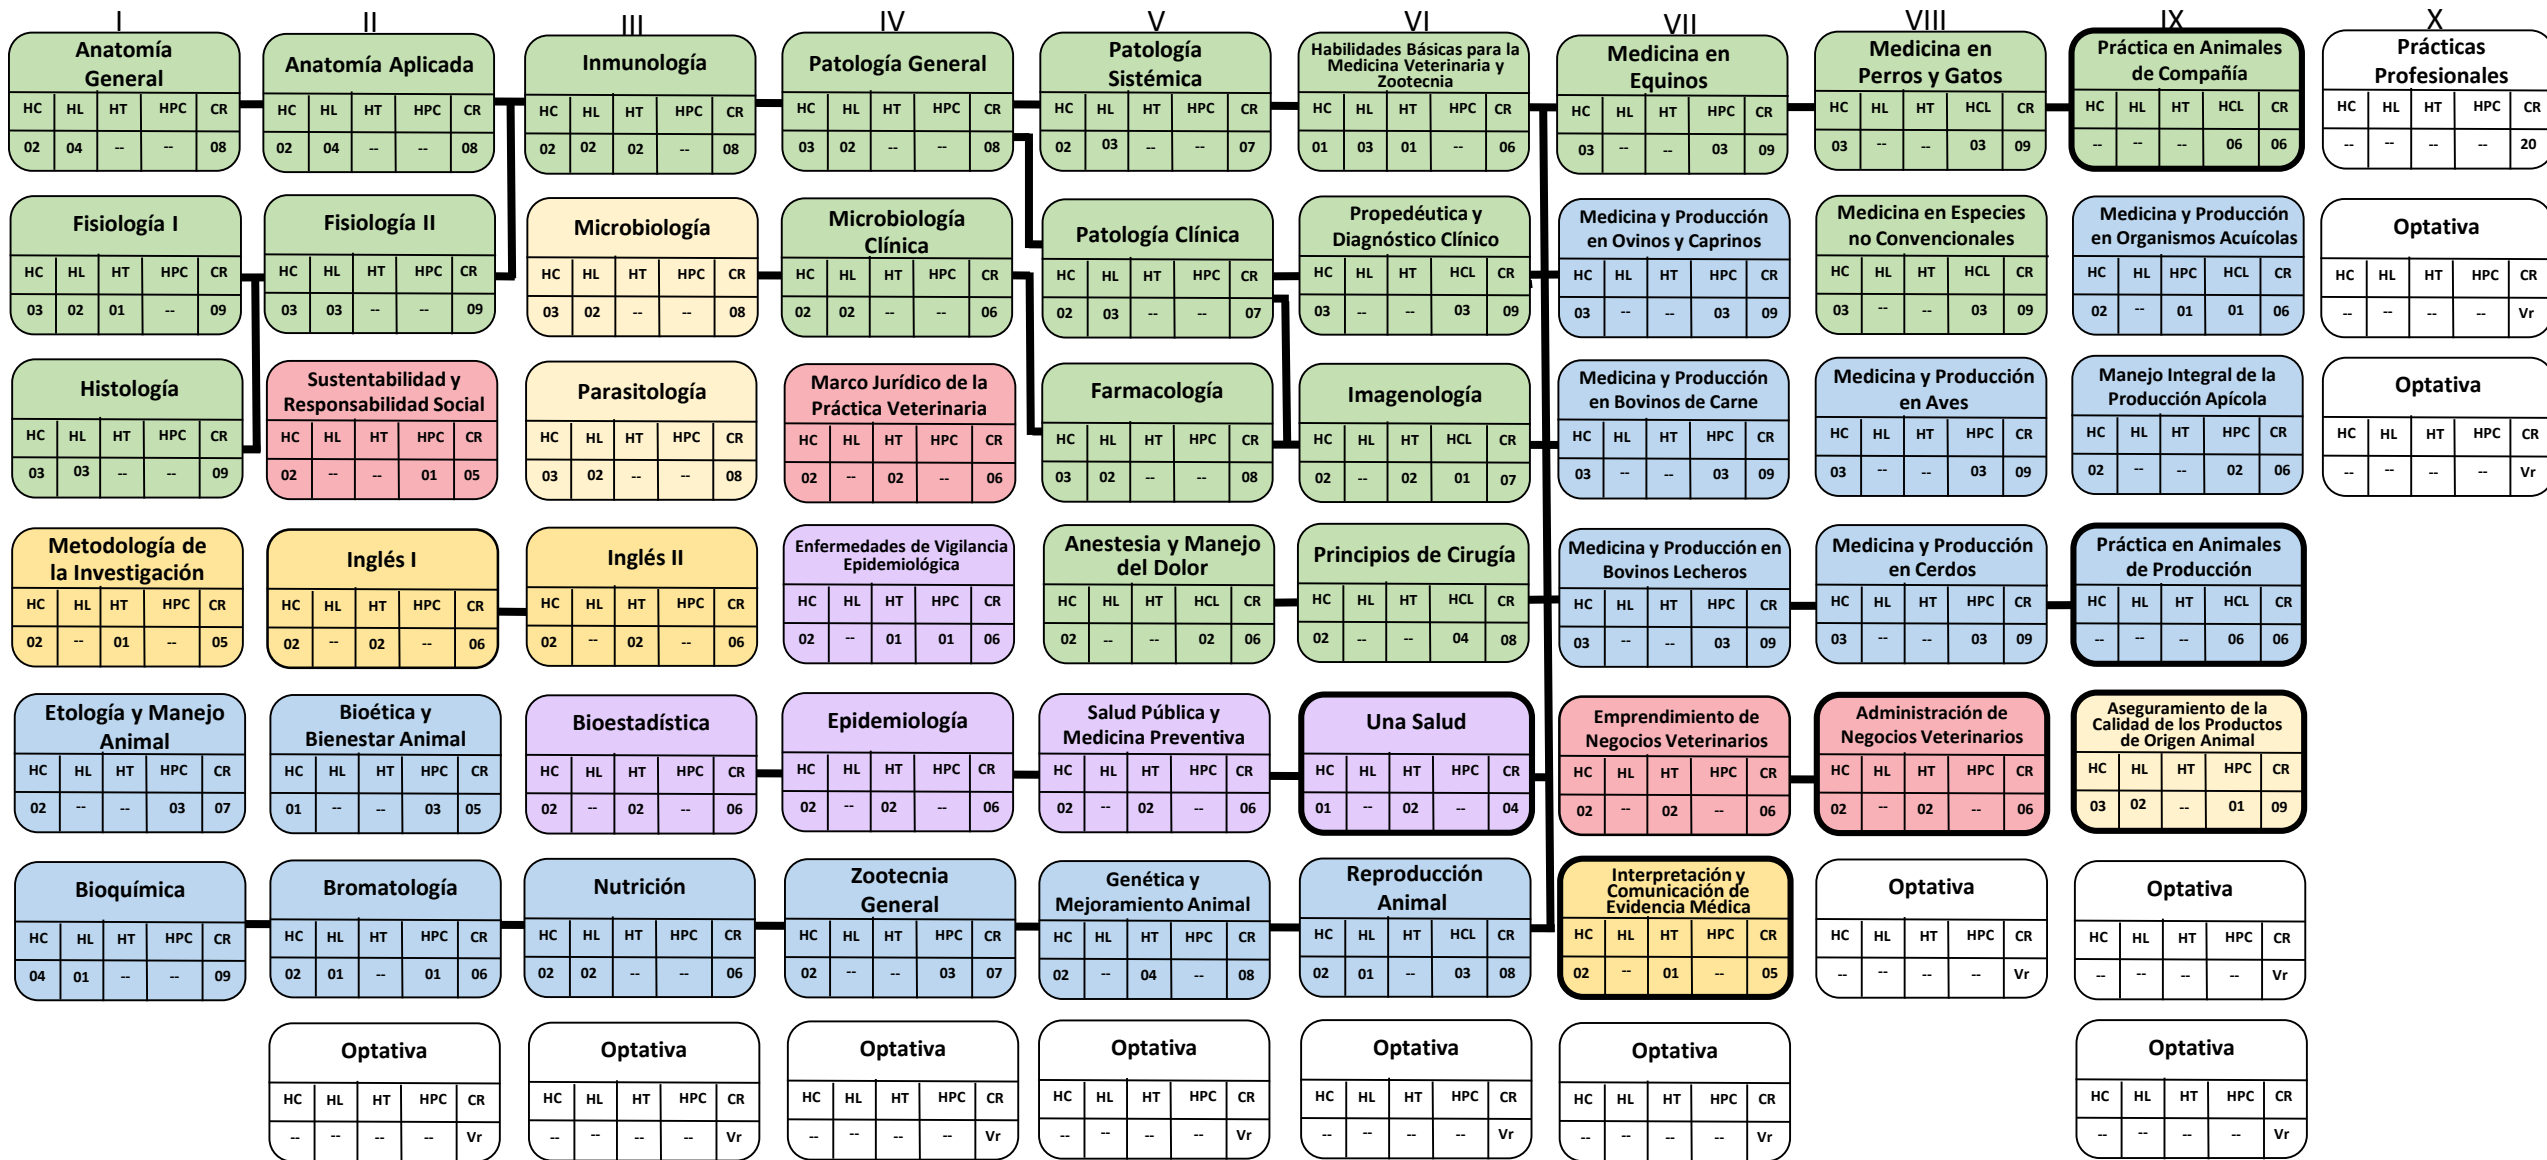 I II III IV V VI VII VIII IX X
Anatomía
General
HC HL HT HPC CR
02 04 -- -- 08
Anatomía Aplicada
HC HL HT HPC CR
02 04 -- -- 08
Inmunología
HC HL HT HPC CR
02 02 02 -- 08
Patología General
HC HL HT HPC CR
03 02 -- -- 08
Patología
Sistémica
HC HL HT HPC CR
02 03 -- -- 07
Habilidades Básicas para la
Medicina Veterinaria y
Zootecnia
HC HL HT HPC CR
01 03 01 -- 06
Medicina en
Equinos
HC HL HT HPC CR
03 -- -- 03 09
Medicina en
Perros y Gatos
HC HL HT HCL CR
03 -- -- 03 09
Práctica en Animales
de Compañía
HC HL HT HCL CR
-- -- -- 06 06
Prácticas
Profesionales
HC HL HT HPC CR
-- -- -- -- 20
Fisiología I
HC HL HT HPC CR
03 02 01 -- 09
Fisiología II
HC HL HT HPC CR
03 03 -- -- 09
Microbiología
HC HL HT HPC CR
03 02 -- -- 08
Microbiología
Clínica
HC HL HT HPC CR
02 02 -- -- 06
Patología Clínica
HC HL HT HPC CR
02 03 -- -- 07
Propedéutica y
Diagnóstico Clínico
HC HL HT HCL CR
03 -- -- 03 09
Medicina y Producción
en Ovinos y Caprinos
HC HL HT HPC CR
03 -- -- 03 09
Medicina en Especies
no Convencionales
HC HL HT HCL CR
03 -- -- 03 09
Medicina y Producción
en Organismos Acuícolas
HC HL HPC HCL CR
02 -- 01 01 06
Optativa
HC HL HT HPC CR
-- -- -- -- Vr
Histología
HC HL HT HPC CR
03 03 -- -- 09
Sustentabilidad y
Responsabilidad Social
HC HL HT HPC CR
02 -- -- 01 05
Parasitología
HC HL HT HPC CR
03 02 -- -- 08
Marco Jurídico de la
Práctica Veterinaria
HC HL HT HPC CR
02 -- 02 -- 06
Farmacología
HC HL HT HPC CR
03 02 -- -- 08
Imagenología
HC HL HT HCL CR
02 -- 02 01 07
Medicina y Producción
en Bovinos de Carne
HC HL HT HPC CR
03 -- -- 03 09
Medicina y Producción
en Aves
HC HL HT HPC CR
03 -- -- 03 09
Manejo Integral de la
Producción Apícola
HC HL HT HPC CR
02 -- -- 02 06
Optativa
HC HL HT HPC CR
-- -- -- -- Vr
Metodología de
la Investigación
HC HL HT HPC CR
02 -- 01 -- 05
Inglés I
HC HL HT HPC CR
02 -- 02 -- 06
Inglés II
HC HL HT HPC CR
02 -- 02 -- 06
Enfermedades de Vigilancia
Epidemiológica
HC HL HT HPC CR
02 -- 01 01 06
Anestesia y Manejo
del Dolor
HC HL HT HCL CR
02 -- -- 02 06
Principios de Cirugía
HC HL HT HCL CR
02 -- -- 04 08
Medicina y Producción en
Bovinos Lecheros
HC HL HT HPC CR
03 -- -- 03 09
Medicina y Producción
en Cerdos
HC HL HT HPC CR
03 -- -- 03 09
Práctica en Animales
de Producción
HC HL HT HCL CR
-- -- -- 06 06
Etología y Manejo
Animal
HC HL HT HPC CR
02 -- -- 03 07
Bioética y
Bienestar Animal
HC HL HT HPC CR
01 -- -- 03 05
Bioestadística
HC HL HT HPC CR
02 -- 02 -- 06
Epidemiología
HC HL HT HPC CR
02 -- 02 -- 06
Salud Pública y
Medicina Preventiva
HC HL HT HPC CR
02 -- 02 -- 06
Una Salud
HC HL HT HPC CR
01 -- 02 -- 04
Emprendimiento de
Negocios Veterinarios
HC HL HT HPC CR
02 -- 02 -- 06
Administración de
Negocios Veterinarios
HC HL HT HPC CR
02 -- 02 -- 06
Aseguramiento de la
Calidad de los Productos
de Origen Animal
HC HL HT HPC CR
03 02 -- 01 09
Bioquímica
HC HL HT HPC CR
04 01 -- -- 09
Bromatología
HC HL HT HPC CR
02 01 -- 01 06
Nutrición
HC HL HT HPC CR
02 02 -- -- 06
Zootecnia
General
HC HL HT HPC CR
02 -- -- 03 07
Genética y
Mejoramiento Animal
HC HL HT HPC CR
02 -- 04 -- 08
Reproducción
Animal
HC HL HT HCL CR
02 01 -- 03 08
Interpretación y
Comunicación de
Evidencia Médica
HC HL HT HPC CR
02 -- 01 -- 05
Optativa
HC HL HT HPC CR
-- -- -- -- Vr
Optativa
HC HL HT HPC CR
-- -- -- -- Vr
Optativa
HC HL HT HPC CR
-- -- -- -- Vr
Optativa
HC HL HT HPC CR
-- -- -- -- Vr
Optativa
HC HL HT HPC CR
-- -- -- -- Vr
Optativa
HC HL HT HPC CR
-- -- -- -- Vr
Optativa
HC HL HT HPC CR
-- -- -- -- Vr
Optativa
HC HL HT HPC CR
-- -- -- -- Vr
Optativa
HC HL HT HPC CR
-- -- -- -- Vr